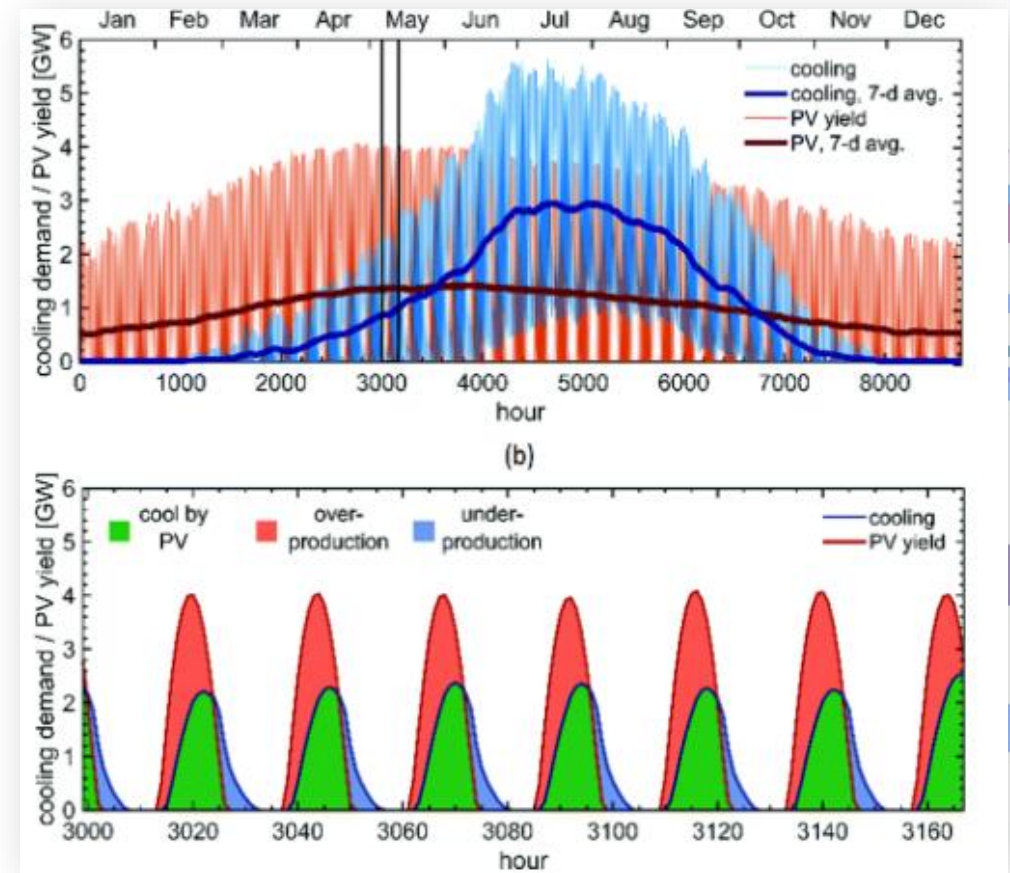 Jan Feb Mar Apr May Jun Jul Aug Sep Oct Nov Dec
cooling demand / PV yield [GW]
6
5
4
3
2
1
0
cooling
cooling, 7-d avg.
PV yield
PV, 7-d avg.
0 1000 2000 3000 4000 5000 6000 7000 8000
hour
(b)
cooling demand / PV yield [GW]
6
5
4
3
2
1
0
cool by PV
over-production
under-production
cooling
PV yield
3000 3020 3040 3060 3080 3100 3120 3140 3160
hour